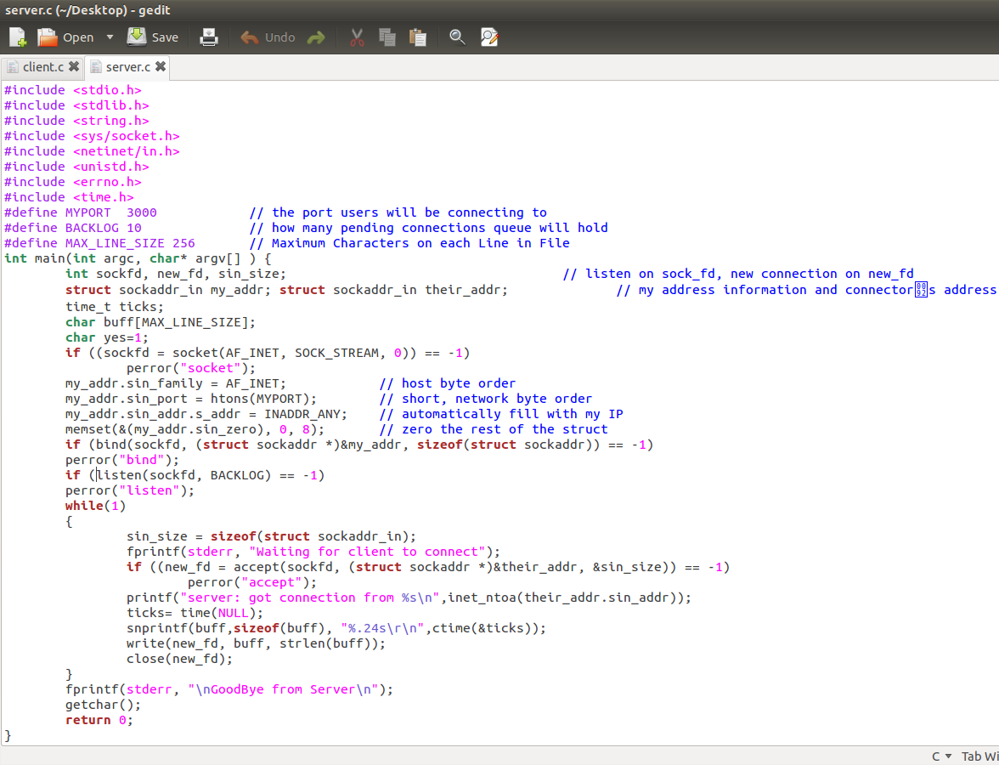 server.c (~/Desktop) - gedit
Open Save Undo
client.c server.c
#include <stdio.h>
#include <stdlib.h>
#include <string.h>
#include <sys/socket.h>
#include <netinet/in.h>
#include <unistd.h>
#include <errno.h>
#include <time.h>
#define MYPORT  3000            // the port users will be connecting to
#define BACKLOG 10              // how many pending connections queue will hold
#define MAX_LINE_SIZE 256       // Maximum Characters on each Line in File
int main(int argc, char* argv[] ) {
        int sockfd, new_fd, sin_size;                                    // listen on sock_fd, new connection on new_fd
        struct sockaddr_in my_addr; struct sockaddr_in their_addr;              // my address information and connector0092s address
        time_t ticks;
        char buff[MAX_LINE_SIZE];
        char yes=1;
        if ((sockfd = socket(AF_INET, SOCK_STREAM, 0)) == -1)
                perror("socket");
        my_addr.sin_family = AF_INET;            // host byte order
        my_addr.sin_port = htons(MYPORT);        // short, network byte order
        my_addr.sin_addr.s_addr = INADDR_ANY;    // automatically fill with my IP
        memset(&(my_addr.sin_zero), 0, 8);       // zero the rest of the struct
        if (bind(sockfd, (struct sockaddr *)&my_addr, sizeof(struct sockaddr)) == -1)
        perror("bind");
        if (listen(sockfd, BACKLOG) == -1)
        perror("listen");
        while(1)
        {
                sin_size = sizeof(struct sockaddr_in);
                fprintf(stderr, "Waiting for client to connect");
                if ((new_fd = accept(sockfd, (struct sockaddr *)&their_addr, &sin_size)) == -1)
                        perror("accept");
                printf("server: got connection from %s\n",inet_ntoa(their_addr.sin_addr));
                ticks= time(NULL);
                snprintf(buff,sizeof(buff), "%.24s\r\n",ctime(&ticks));
                write(new_fd, buff, strlen(buff));
                close(new_fd);
        }
        fprintf(stderr, "\nGoodBye from Server\n");
        getchar();
        return 0;
}
C Tab Wi